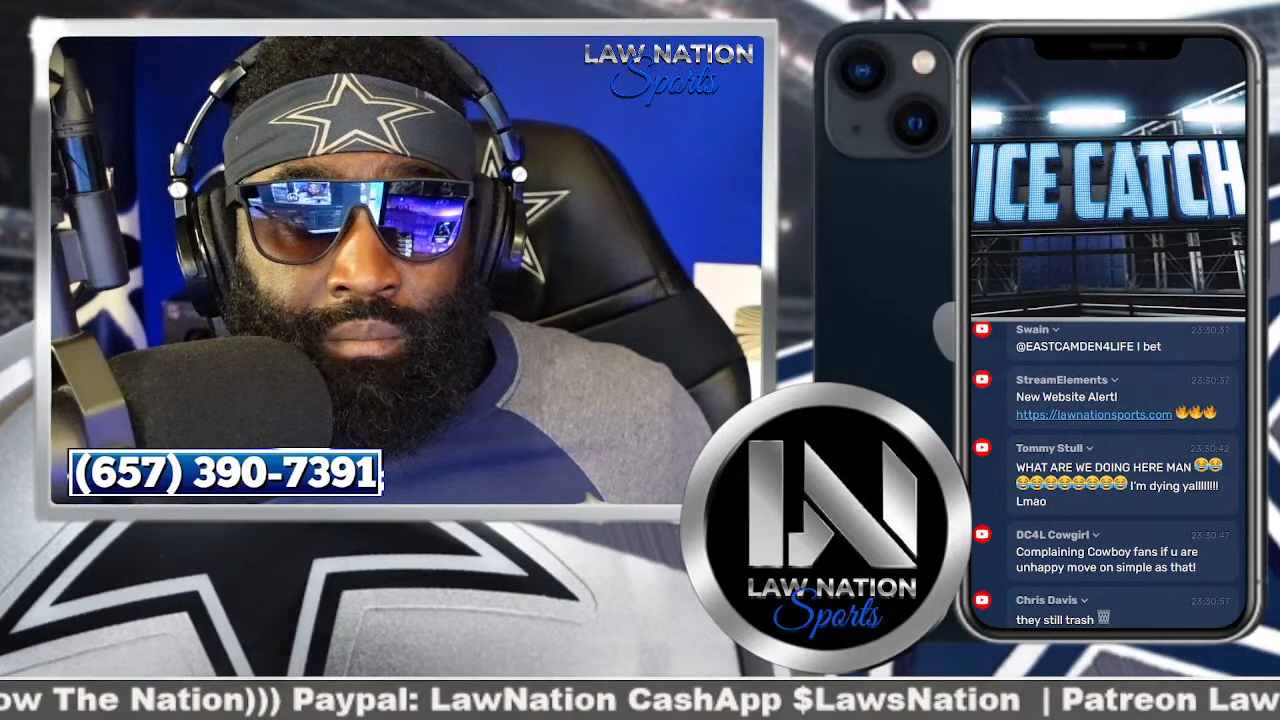 LAW NATION
Sports
(657) 390-7391
ICE CATCH
Swain
23:30:37
@EASTCAMDEN4LIFE I bet
StreamElements
23:30:37
New Website Alert!
https://lawnationsports.com 🔥🔥🔥
Tommy Stull
23:30:42
WHAT ARE WE DOING HERE MAN 😂😂
😂😂😂😂😂😂😂😂 I'm dying yallllllll!!!
Lmao
DC4L Cowgirl
23:30:47
Complaining Cowboy fans if u are
unhappy move on simple as that!
Chris Davis
23:30:57
they still trash 🗑️
LN
LAW NATION
Sports
ow The Nation))) Paypal: LawNation CashApp $LawsNation | Patreon Law